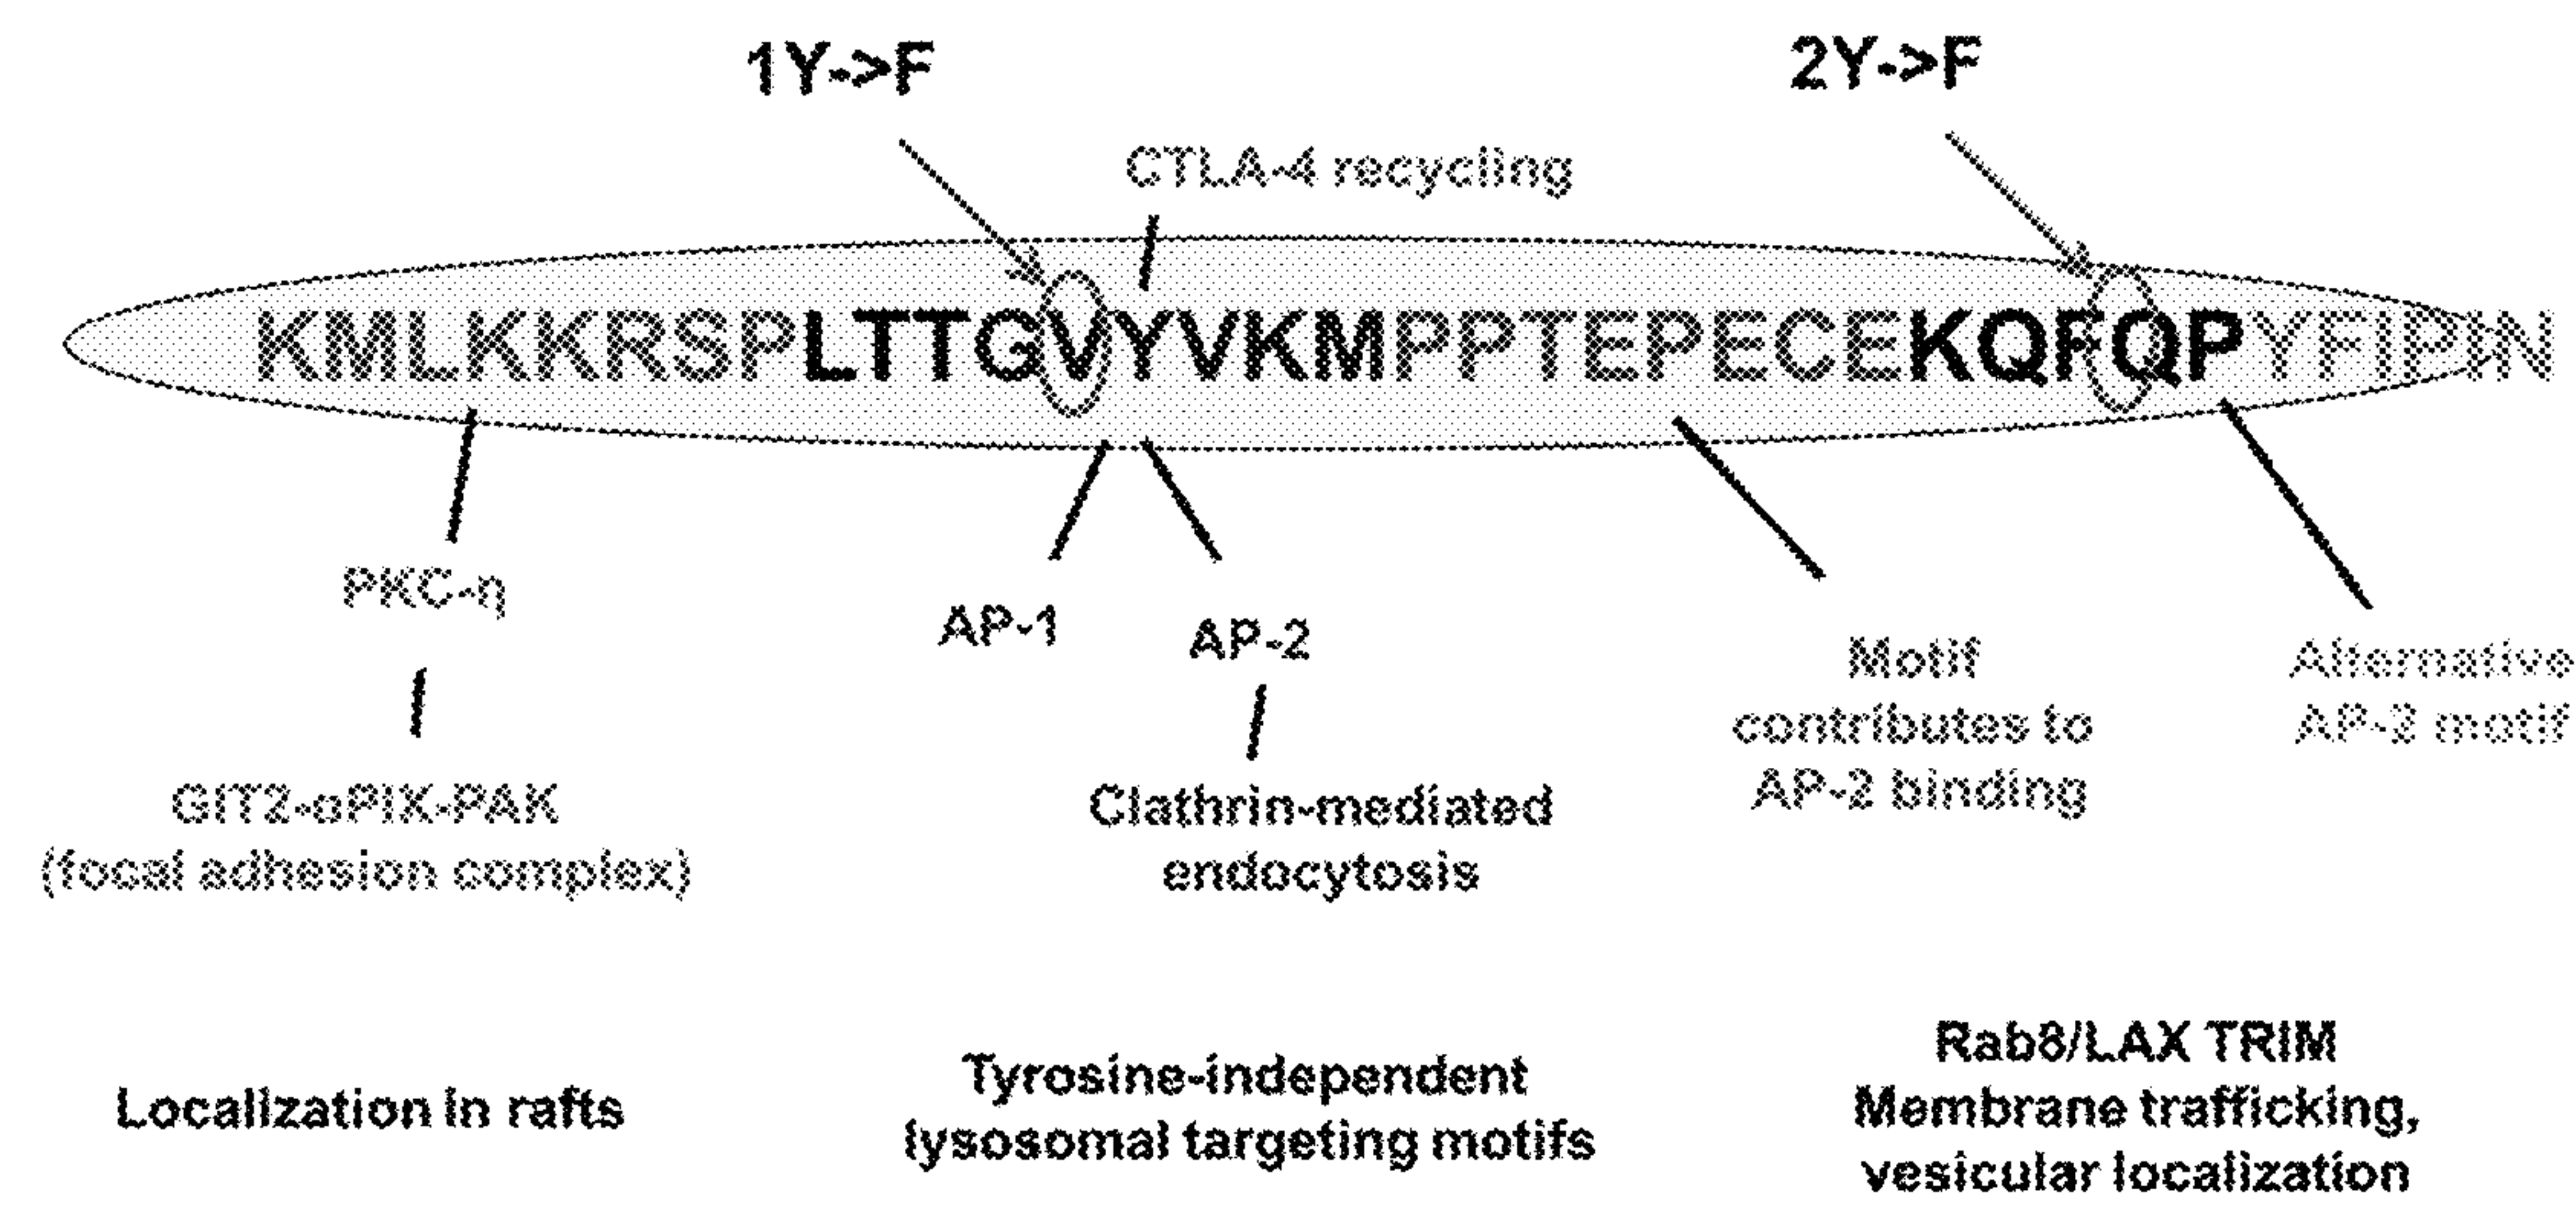 1Y->F
2Y->F
CTLA-4 recycling
KMLKKRSPLTTGVYVKMPPTEPECEKQFQPYFIPIN
PKC-η
AP-1
AP-2
Motif
contributes to
AP-2 binding
Alternative
AP-2 motif
GIT2-αPIX-PAK
(focal adhesion complex)
Clathrin-mediated
endocytosis
Localization in rafts
Tyrosine-independent
lysosomal targeting motifs
Rab8/LAX TRIM
Membrane trafficking,
vesicular localization